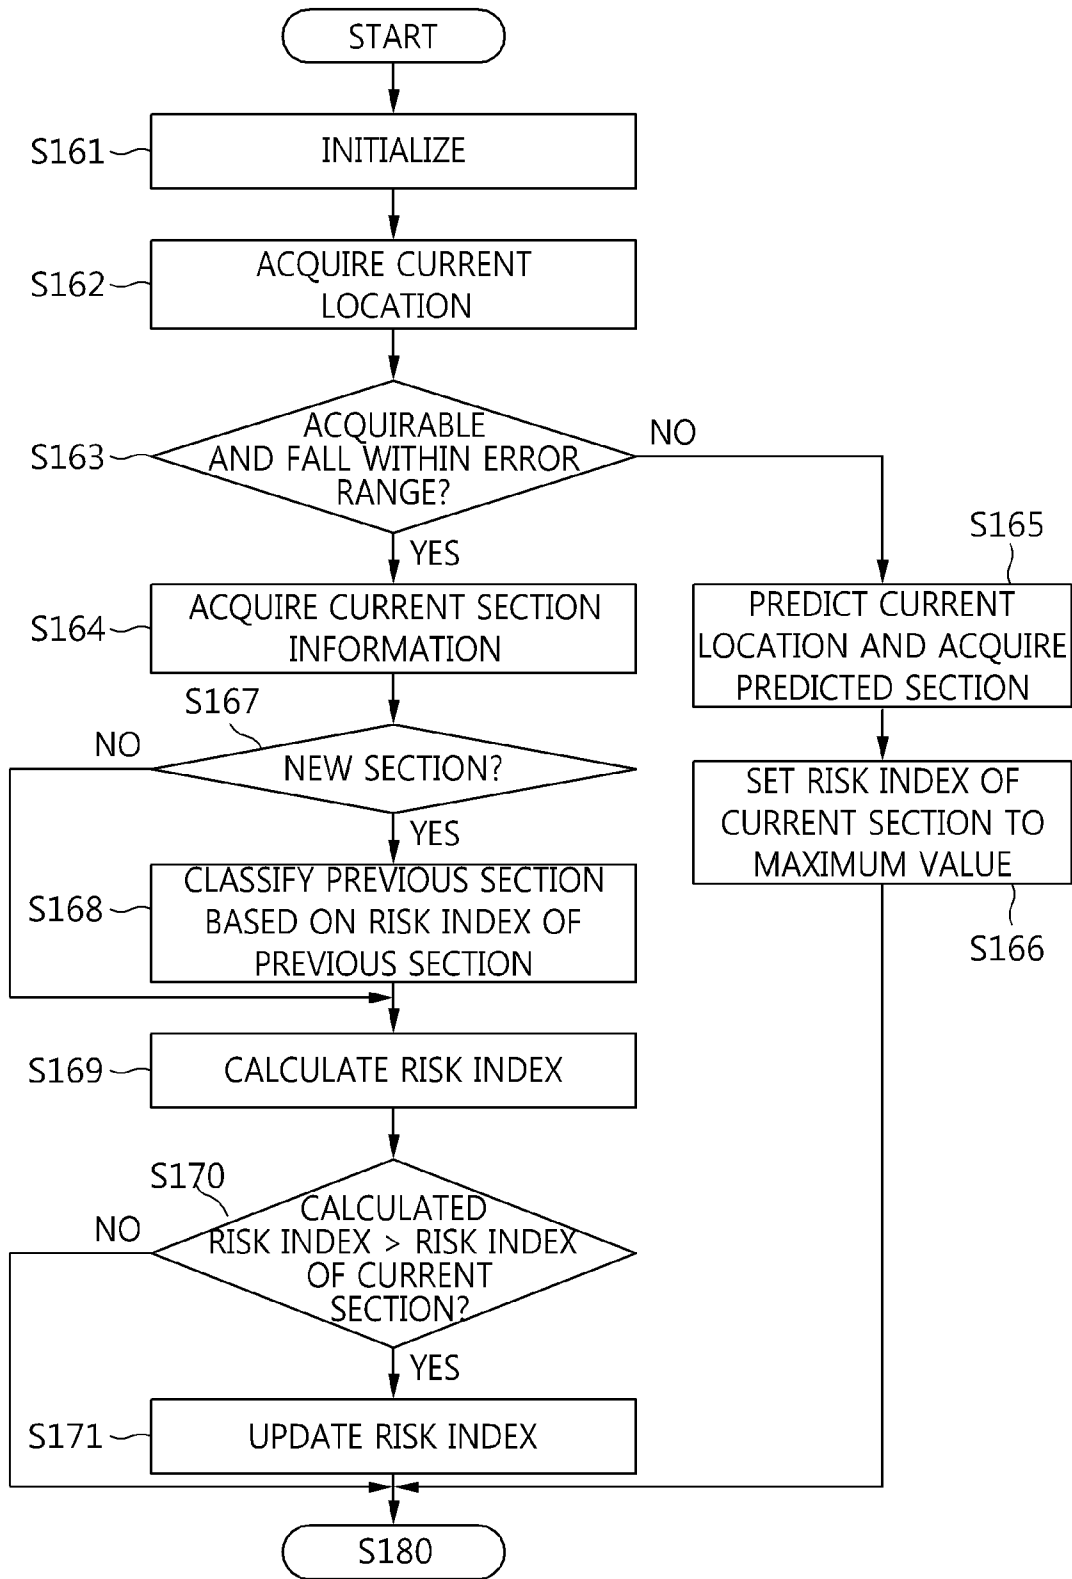 START
S161
INITIALIZE
S162
ACQUIRE CURRENT
LOCATION
S163
ACQUIRABLE
AND FALL WITHIN ERROR
RANGE?
NO
YES
S164
ACQUIRE CURRENT SECTION
INFORMATION
S165
PREDICT CURRENT
LOCATION AND ACQUIRE
PREDICTED SECTION
S167
NO
NEW SECTION?
YES
SET RISK INDEX OF
CURRENT SECTION TO
MAXIMUM VALUE
S166
S168
CLASSIFY PREVIOUS SECTION
BASED ON RISK INDEX OF
PREVIOUS SECTION
S169
CALCULATE RISK INDEX
S170
NO
CALCULATED
RISK INDEX > RISK INDEX
OF CURRENT
SECTION?
YES
S171
UPDATE RISK INDEX
S180